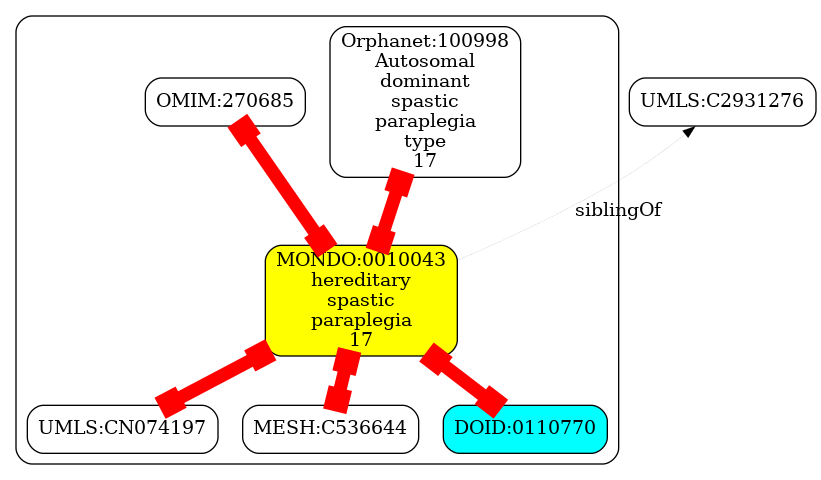 Orphanet:100998
Autosomal
dominant
spastic
paraplegia
type
17
OMIM:270685
UMLS:C2931276
siblingOf
MONDO:0010043
hereditary
spastic
paraplegia
17
UMLS:CN074197
MESH:C536644
DOID:0110770